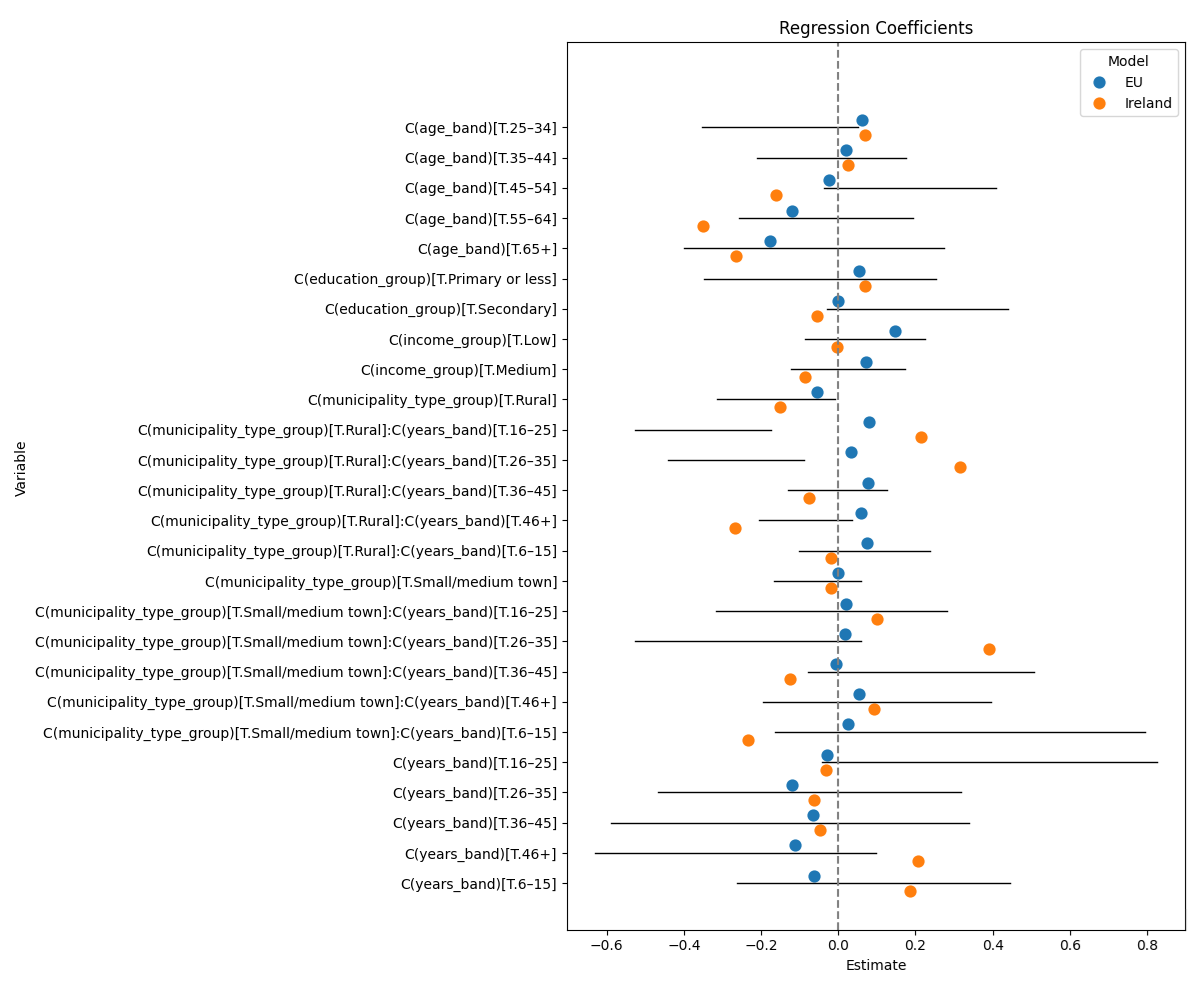 Regression Coefficients
Model
EU
Ireland
C(age_band)[T.25–34]
C(age_band)[T.35–44]
C(age_band)[T.45–54]
C(age_band)[T.55–64]
C(age_band)[T.65+]
C(education_group)[T.Primary or less]
C(education_group)[T.Secondary]
C(income_group)[T.Low]
C(income_group)[T.Medium]
C(municipality_type_group)[T.Rural]
C(municipality_type_group)[T.Rural]:C(years_band)[T.16–25]
C(municipality_type_group)[T.Rural]:C(years_band)[T.26–35]
C(municipality_type_group)[T.Rural]:C(years_band)[T.36–45]
C(municipality_type_group)[T.Rural]:C(years_band)[T.46+]
C(municipality_type_group)[T.Rural]:C(years_band)[T.6–15]
C(municipality_type_group)[T.Small/medium town]
C(municipality_type_group)[T.Small/medium town]:C(years_band)[T.16–25]
C(municipality_type_group)[T.Small/medium town]:C(years_band)[T.26–35]
C(municipality_type_group)[T.Small/medium town]:C(years_band)[T.36–45]
C(municipality_type_group)[T.Small/medium town]:C(years_band)[T.46+]
C(municipality_type_group)[T.Small/medium town]:C(years_band)[T.6–15]
C(years_band)[T.16–25]
C(years_band)[T.26–35]
C(years_band)[T.36–45]
C(years_band)[T.46+]
C(years_band)[T.6–15]
Variable
−0.6 −0.4 −0.2 0.0 0.2 0.4 0.6 0.8
Estimate